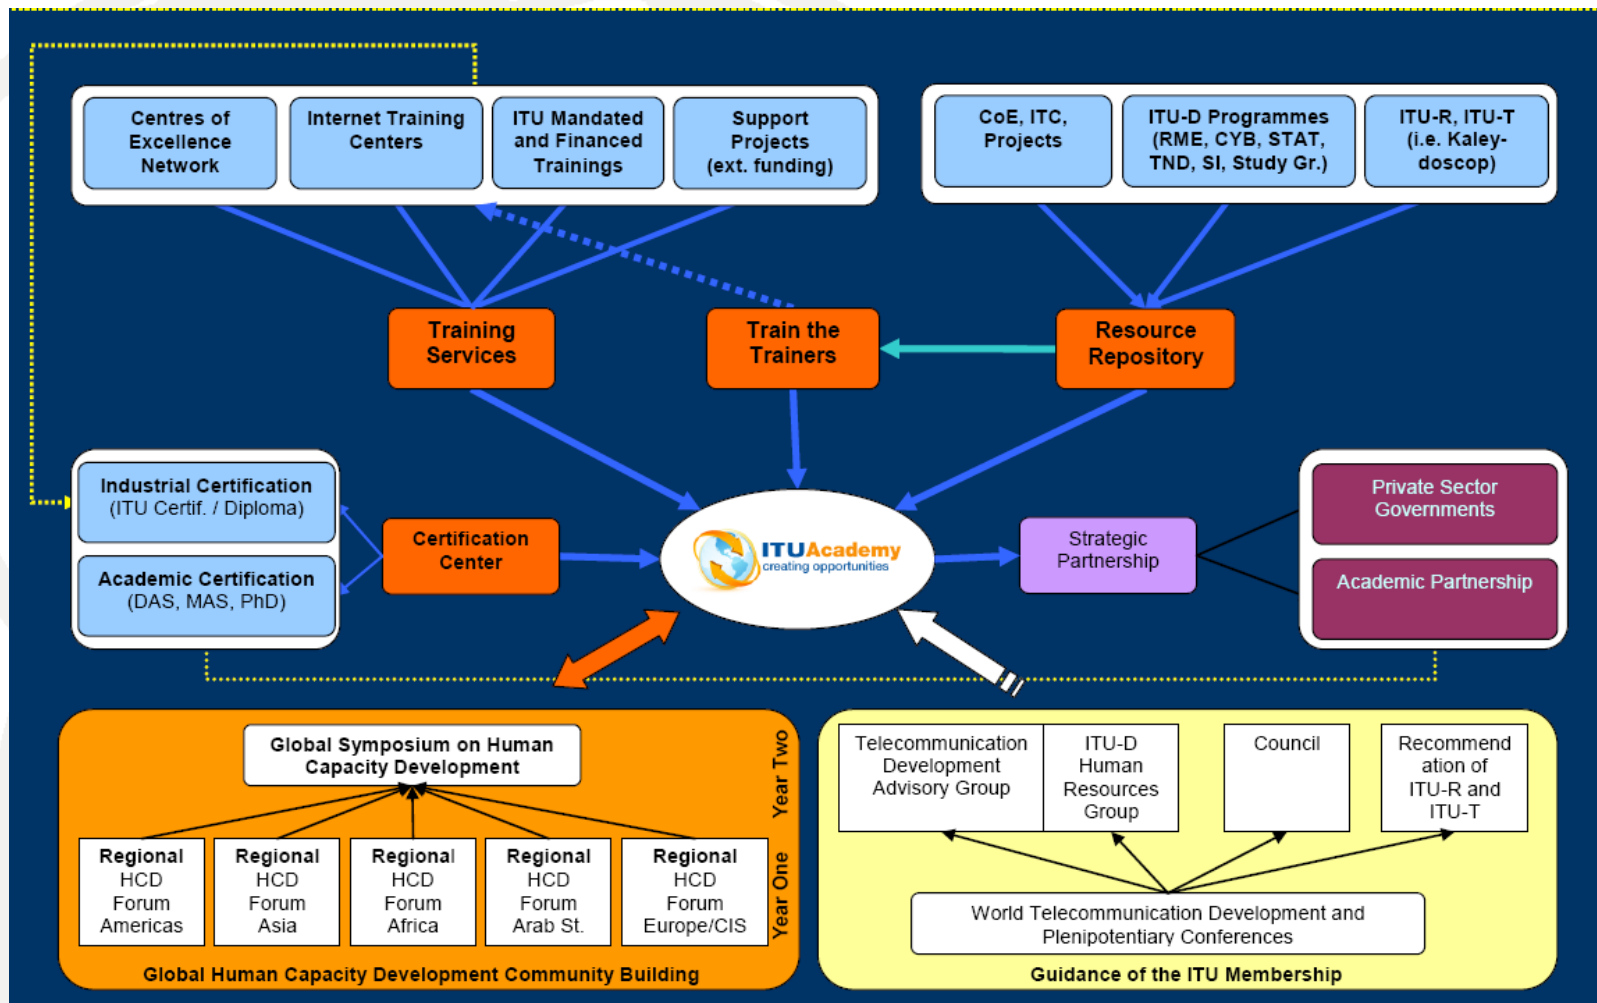 Centres of
Excellence
Network
Internet Training
Centers
ITU Mandated
and Financed
Trainings
Support
Projects
(ext. funding)
CoE, ITC,
Projects
ITU-D Programmes
(RME, CYB, STAT,
TND, SI, Study Gr.)
ITU-R, ITU-T
(i.e. Kaley-
doscop)
Training
Services
Train the
Trainers
Resource
Repository
Industrial Certification
(ITU Certif. / Diploma)
Academic Certification
(DAS, MAS, PhD)
Certification
Center
ITUAcademy
creating opportunities
Strategic
Partnership
Private Sector
Governments
Academic Partnership
Global Symposium on Human
Capacity Development
Year Two
Regional
HCD
Forum
Americas
Regional
HCD
Forum
Asia
Regional
HCD
Forum
Africa
Regional
HCD
Forum
Arab St.
Regional
HCD
Forum
Europe/CIS
Year One
Global Human Capacity Development Community Building
Telecommunication
Development
Advisory Group
ITU-D
Human
Resources
Group
Council
Recommend
ation of
ITU-R and
ITU-T
World Telecommunication Development and
Plenipotentiary Conferences
Guidance of the ITU Membership